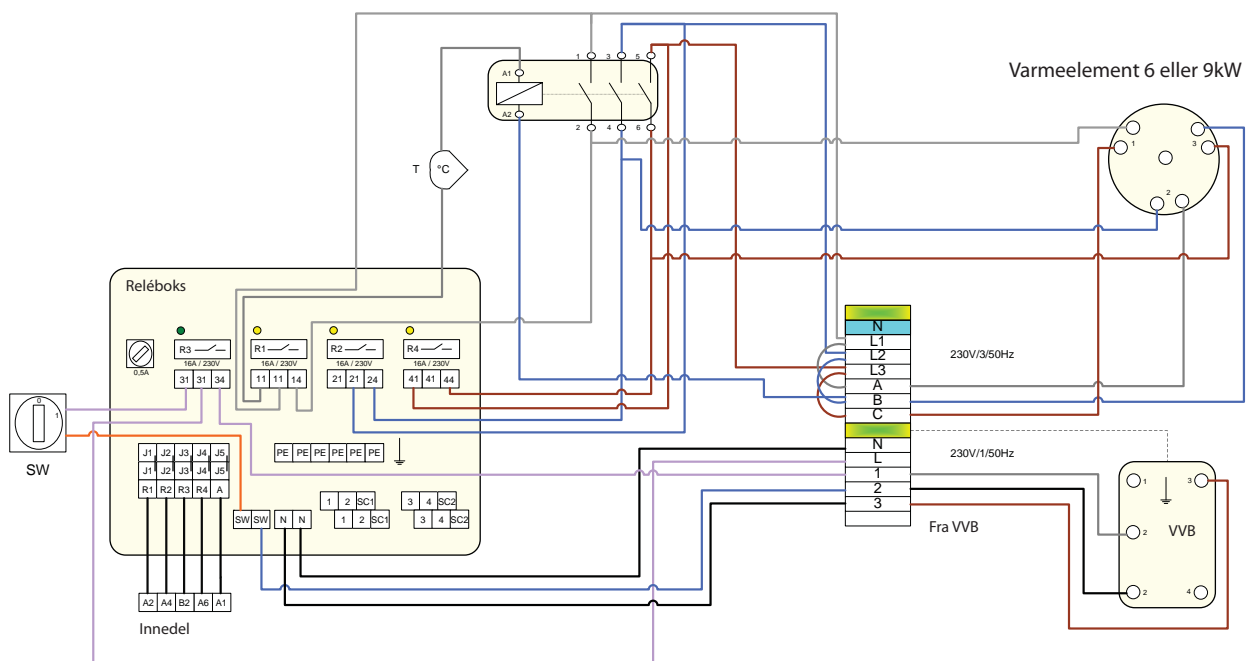 Varmeelement 6 eller 9kW
1 3 5
A1
A2
2 4 6
T °C
1 3
2
Reléboks
0,5A
R3 R1 R2 R4
16A / 230V 16A / 230V 16A / 230V 16A / 230V
31 31 34 11 11 14 21 21 24 41 41 44
0
1
SW
J1 J2 J3 J4 J5
J1 J2 J3 J4 J5
R1 R2 R3 R4 A
PE PE PE PE PE PE
1 2 SC1 3 4 SC2
1 2 SC1 3 4 SC2
SW SW N N
A2 A4 B2 A6 A1
Innedel
N
L1
L2
L3
A
B
C
230V/3/50Hz
N
L
1
2
3
230V/1/50Hz
Fra VVB
1 3
2
VVB
2 4